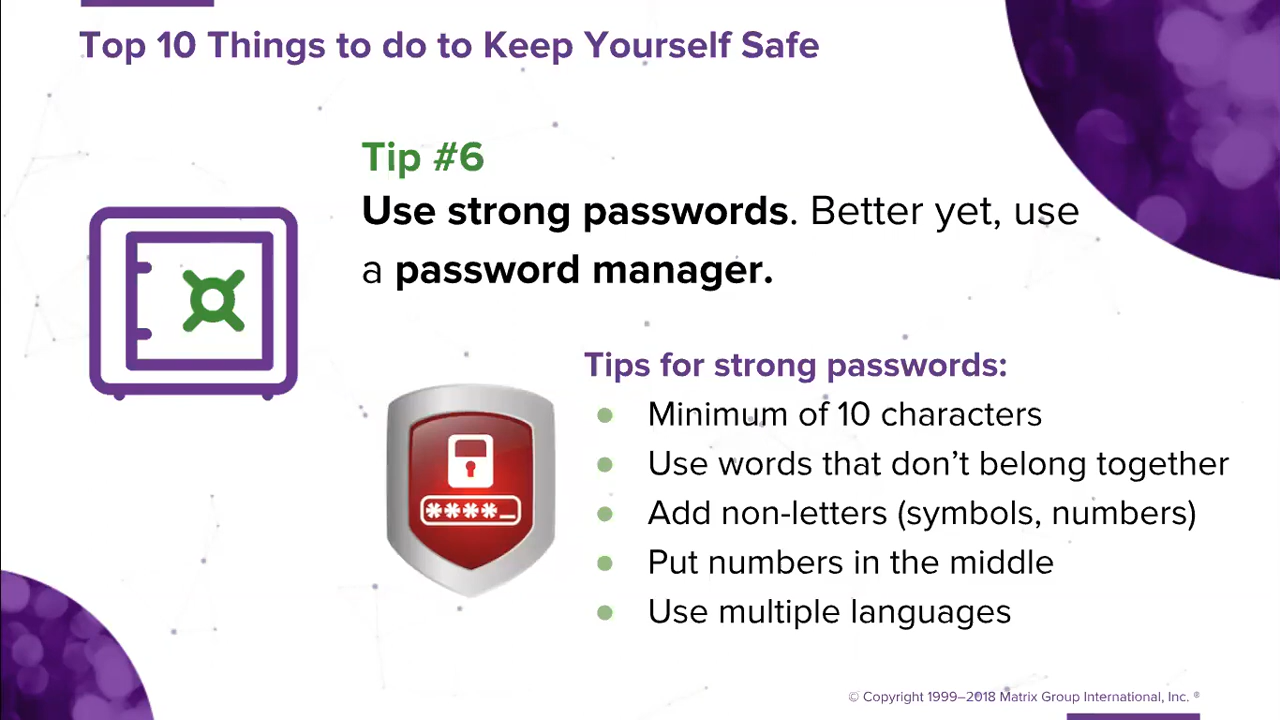 Top 10 Things to do to Keep Yourself Safe
Tip #6
Use strong passwords. Better yet, use
a password manager.
Tips for strong passwords:
● Minimum of 10 characters
● Use words that don’t belong together
● Add non-letters (symbols, numbers)
● Put numbers in the middle
● Use multiple languages
****_
© Copyright 1999–2018 Matrix Group International, Inc. ®